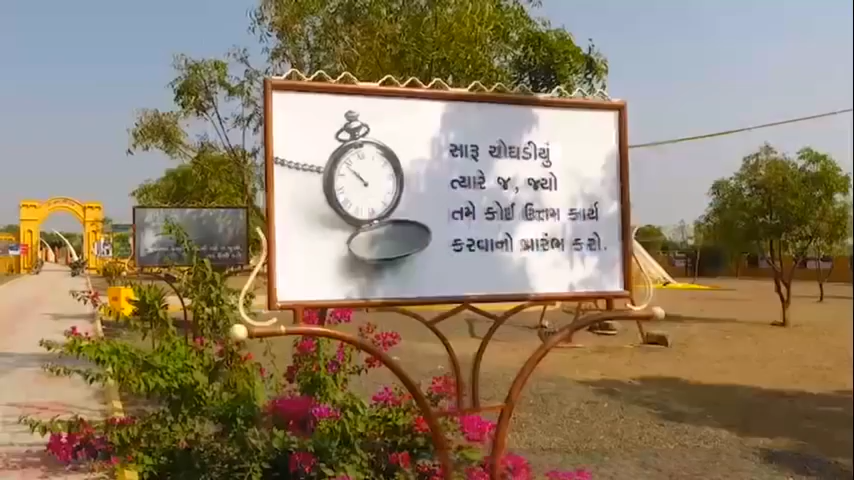 સારૂ ચોઘડીયું
ત્યારે જ, જ્યો
તમે કોઈ ઉત્તમ કાર્ય
કરવાનો પ્રારંભ કરો.